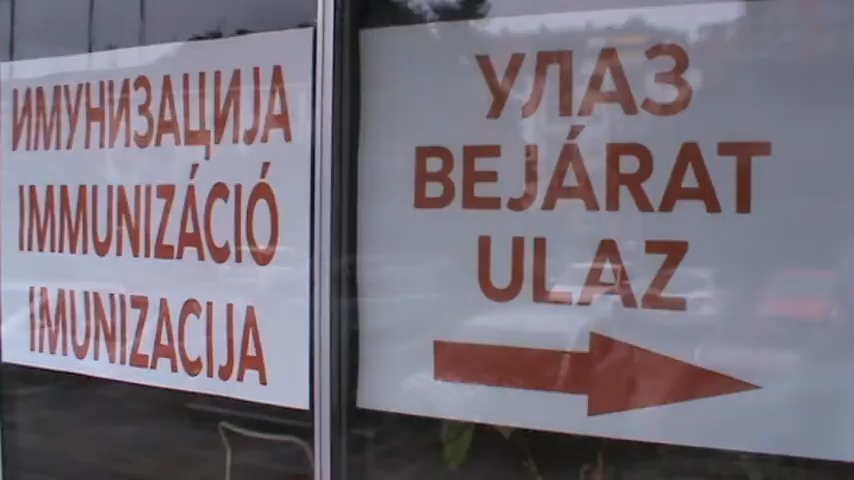 ИМУНИЗАЦИЈА
IMMUNIZÁCIÓ
IMUNIZACIJA
УЛАЗ
BEJÁRAT
ULAZ